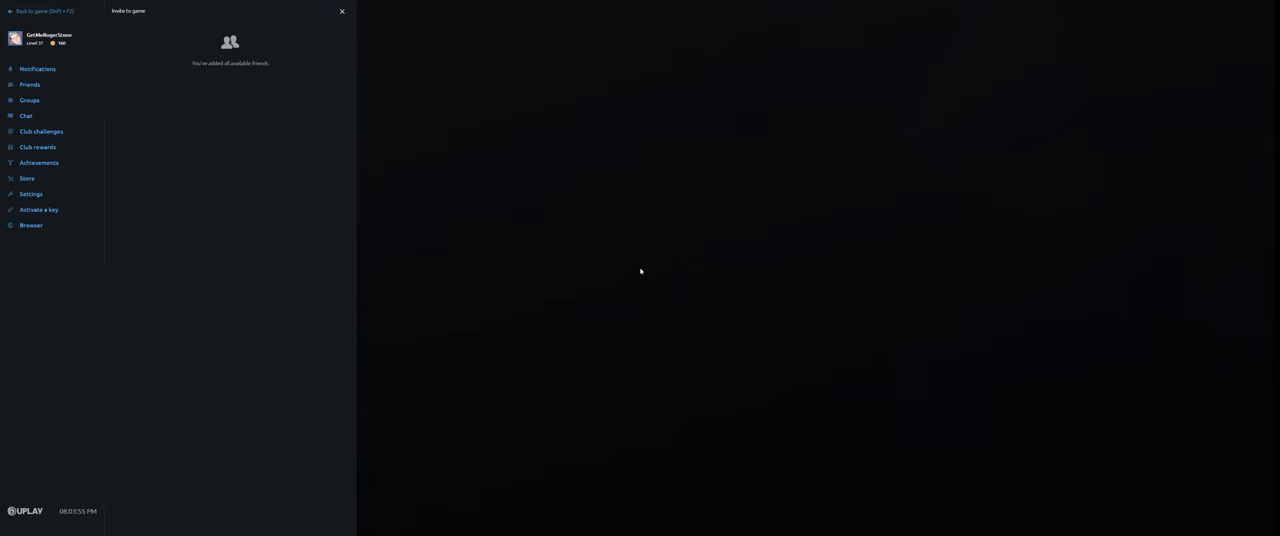 Back to game (Shift + F2)
Invite to game
GetMeRogerStone
Level 37 160
You've added all available friends
Notifications
Friends
Groups
Chat
Club challenges
Club rewards
Achievements
Store
Settings
Activate a key
Browser
UPLAY 08:03:55 PM